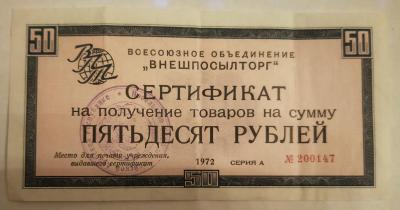 50
50
ВПТ
ВСЕСОЮЗНОЕ ОБЪЕДИНЕНИЕ
„ВНЕШПОСЫЛТОРГ"
СЕРТИФИКАТ
на получение товаров на сумму
ПЯТЬДЕСЯТ РУБЛЕЙ
Место для печати учреждения,
выдавшего сертификат
1972
СЕРИЯ А
№ 200147
50